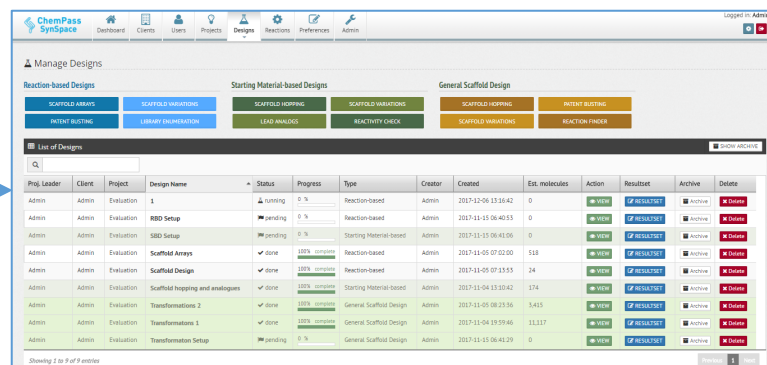 ChemPass
SynSpace
Dashboard Clients Users Projects Designs Reactions Preferences Admin
Logged in: Admin
Manage Designs
Reaction-based Designs Starting Material-based Designs General Scaffold Design
SCAFFOLD ARRAYS SCAFFOLD VARIATIONS SCAFFOLD HOPPING SCAFFOLD VARIATIONS SCAFFOLD HOPPING PATENT BUSTING
PATENT BUSTING LIBRARY ENUMERATION LEAD ANALOGS REACTIVITY CHECK SCAFFOLD VARIATIONS REACTION FINDER
List of Designs SHOW ARCHIVE
Proj. Leader Client Project Design Name Status Progress Type Creator Created Est. molecules Action Resultset Archive Delete
Admin Admin Evaluation 1 running 0 % Reaction-based Admin 2017-12-06 13:16:42 0 VIEW RESULTSET Archive Delete
Admin Admin Evaluation RBD Setup pending 0 % Reaction-based Admin 2017-11-15 06:40:53 0 VIEW RESULTSET Archive Delete
Admin Admin Evaluation SBD Setup pending 0 % Starting Material-based Admin 2017-11-15 06:41:06 0 VIEW RESULTSET Archive Delete
Admin Admin Evaluation Scaffold Arrays done 100% complete Reaction-based Admin 2017-11-05 07:02:00 518 VIEW RESULTSET Archive Delete
Admin Admin Evaluation Scaffold Design done 100% complete Reaction-based Admin 2017-11-05 07:13:53 24 VIEW RESULTSET Archive Delete
Admin Admin Evaluation Scaffold hopping and analogues done 100% complete Starting Material-based Admin 2017-11-04 13:10:42 174 VIEW RESULTSET Archive Delete
Admin Admin Evaluation Transformations 2 done 100% complete General Scaffold Design Admin 2017-11-05 08:23:36 3,415 VIEW RESULTSET Archive Delete
Admin Admin Evaluation Transformatons 1 done 100% complete General Scaffold Design Admin 2017-11-04 19:59:46 11,117 VIEW RESULTSET Archive Delete
Admin Admin Evaluation Transformaton Setup pending 0 % General Scaffold Design Admin 2017-11-15 06:41:29 0 VIEW RESULTSET Archive Delete
Showing 1 to 9 of 9 entries Previous 1 Next